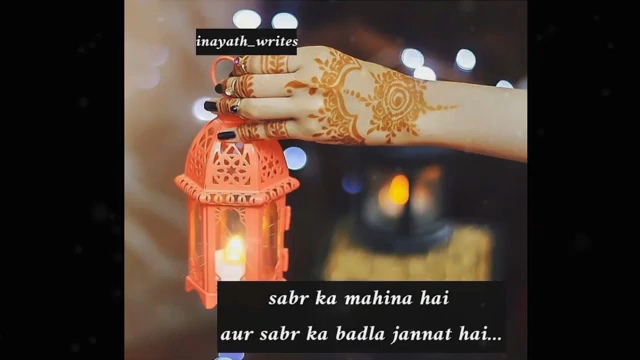 inayath_writes
sabr ka mahina hai
aur sabr ka badla jannat hai...